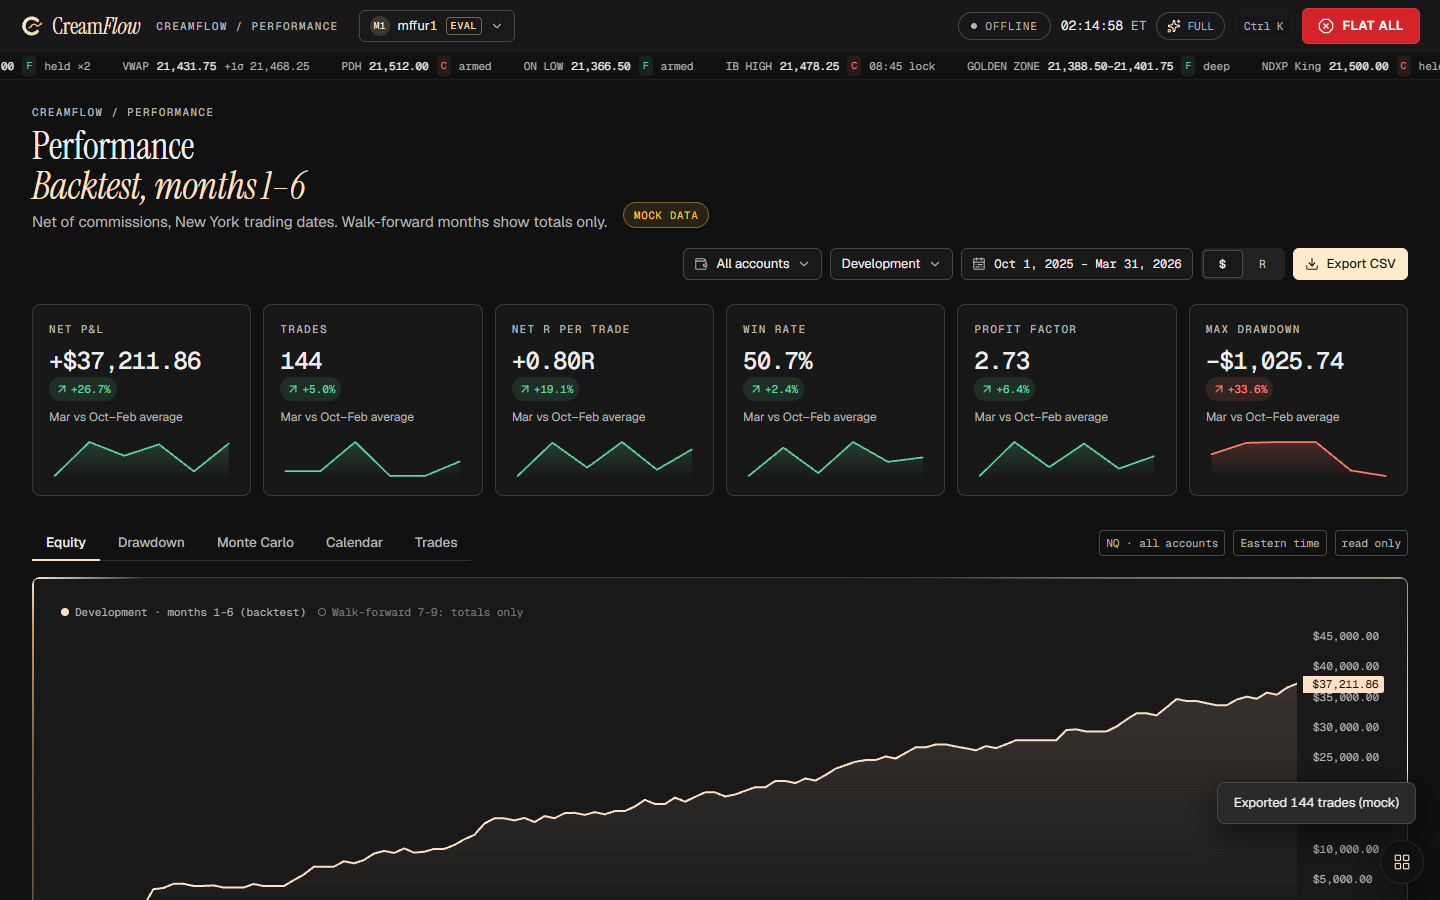 CreamFlow CREAMFLOW / PERFORMANCE M1 mffur1 EVAL OFFLINE 02:14:58 ET FULL Ctrl K FLAT ALL
00 F held ×2 VWAP 21,431.75 +1σ 21,468.25 PDH 21,512.00 C armed ON LOW 21,366.50 F armed IB HIGH 21,478.25 C 08:45 lock GOLDEN ZONE 21,388.50–21,401.75 F deep NDXP King 21,500.00 C
CREAMFLOW / PERFORMANCE
Performance
Backtest, months 1–6
Net of commissions, New York trading dates. Walk-forward months show totals only. MOCK DATA
All accounts Development Oct 1, 2025 – Mar 31, 2026 $ R Export CSV
NET P&L TRADES NET R PER TRADE WIN RATE PROFIT FACTOR MAX DRAWDOWN
+$37,211.86 144 +0.80R 50.7% 2.73 −$1,025.74
+26.7% +5.0% +19.1% +2.4% +6.4% +33.6%
Mar vs Oct–Feb average Mar vs Oct–Feb average Mar vs Oct–Feb average Mar vs Oct–Feb average Mar vs Oct–Feb average Mar vs Oct–Feb average
Equity Drawdown Monte Carlo Calendar Trades NQ · all accounts Eastern time read only
Development · months 1–6 (backtest) Walk-forward 7–9: totals only
$45,000.00
$40,000.00
$37,211.86
$35,000.00
$30,000.00
$25,000.00
Exported 144 trades (mock)
$10,000.00
$5,000.00